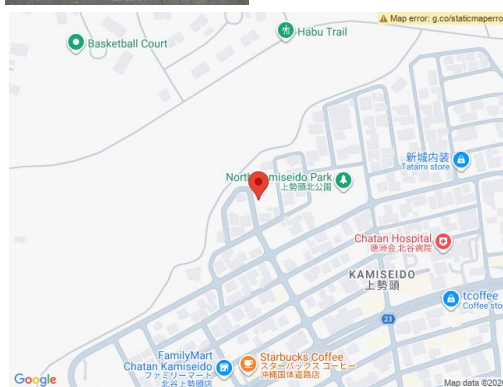 Map error: g.co/staticmaperro
Habu Trail
Basketball Court
新城内装
Tatami store
North Kamiseido Park
上勢頭北公園
Chatan Hospital
徳洲会 北谷病院
KAMISEIDO
上勢頭
tcoffee
Coffee sto
23
FamilyMart
Chatan Kamiseido
ファミリーマート
北谷上勢頭店
Starbucks Coffee
スターバックス コーヒー
沖縄国体道路店
Google
Map data ©202